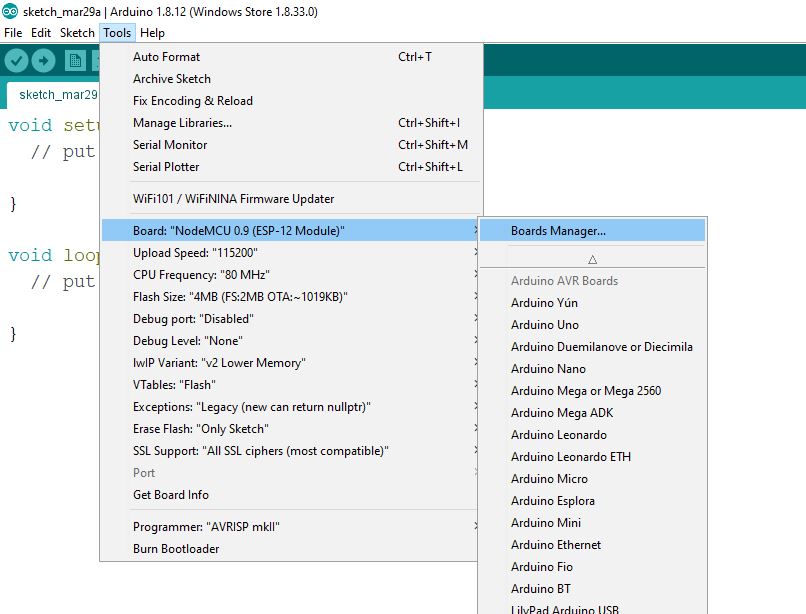 sketch_mar29a | Arduino 1.8.12 (Windows Store 1.8.33.0)
File Edit Sketch Tools Help
sketch_mar29
void setu
// put
}
void loop
// put
}
Auto Format Ctrl+T
Archive Sketch
Fix Encoding & Reload
Manage Libraries... Ctrl+Shift+I
Serial Monitor Ctrl+Shift+M
Serial Plotter Ctrl+Shift+L
WiFi101 / WiFiNINA Firmware Updater
Board: "NodeMCU 0.9 (ESP-12 Module)"
Upload Speed: "115200"
CPU Frequency: "80 MHz"
Flash Size: "4MB (FS:2MB OTA:~1019KB)"
Debug port: "Disabled"
Debug Level: "None"
lwIP Variant: "v2 Lower Memory"
VTables: "Flash"
Exceptions: "Legacy (new can return nullptr)"
Erase Flash: "Only Sketch"
SSL Support: "All SSL ciphers (most compatible)"
Port
Get Board Info
Programmer: "AVRISP mkII"
Burn Bootloader
Boards Manager...
Arduino AVR Boards
Arduino Yún
Arduino Uno
Arduino Duemilanove or Diecimila
Arduino Nano
Arduino Mega or Mega 2560
Arduino Mega ADK
Arduino Leonardo
Arduino Leonardo ETH
Arduino Micro
Arduino Esplora
Arduino Mini
Arduino Ethernet
Arduino Fio
Arduino BT
LilyPad Arduino USB